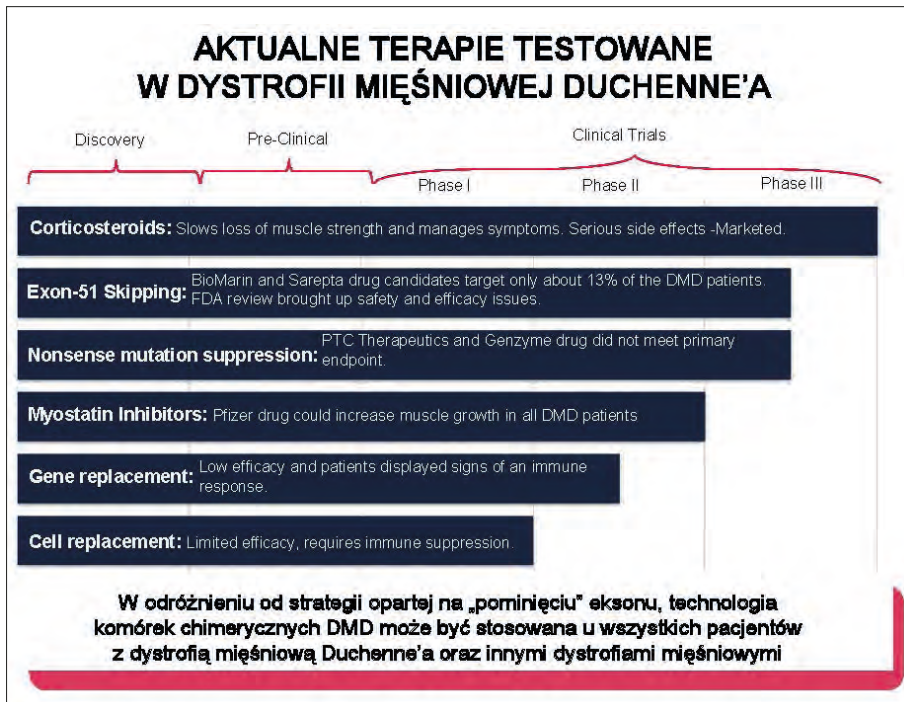 AKTUALNE TERAPIE TESTOWANE
W DYSTROFII MIĘŚNIOWEJ DUCHENNE’A
Discovery
Pre-Clinical
Clinical Trials
Phase I
Phase II
Phase III
Corticosteroids: Slows loss of muscle strength and manages symptoms. Serious side effects -Marketed.
Exon-51 Skipping: BioMarin and Sarepta drug candidates target only about 13% of the DMD patients.
FDA review brought up safety and efficacy issues.
Nonsense mutation suppression: PTC Therapeutics and Genzyme drug did not meet primary
endpoint.
Myostatin Inhibitors: Pfizer drug could increase muscle growth in all DMD patients
Gene replacement: Low efficacy and patients displayed signs of an immune
response.
Cell replacement: Limited efficacy, requires immune suppression.
W odróżnieniu od strategii opartej na „pominięciu” eksonu, technologia
komórek chimerycznych DMD może być stosowana u wszystkich pacjentów
z dystrofią mięśniową Duchenne’a oraz innymi dystrofiami mięśniowymi